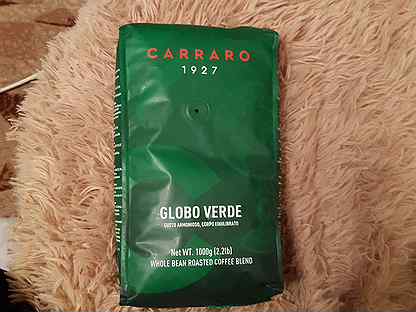 CARRARO
1927
GLOBO VERDE
GUSTO ARMONIOSO, CORPO EQUILIBRATO
Net WT. 1000g (2.2lb)
WHOLE BEAN ROASTED COFFEE BLEND